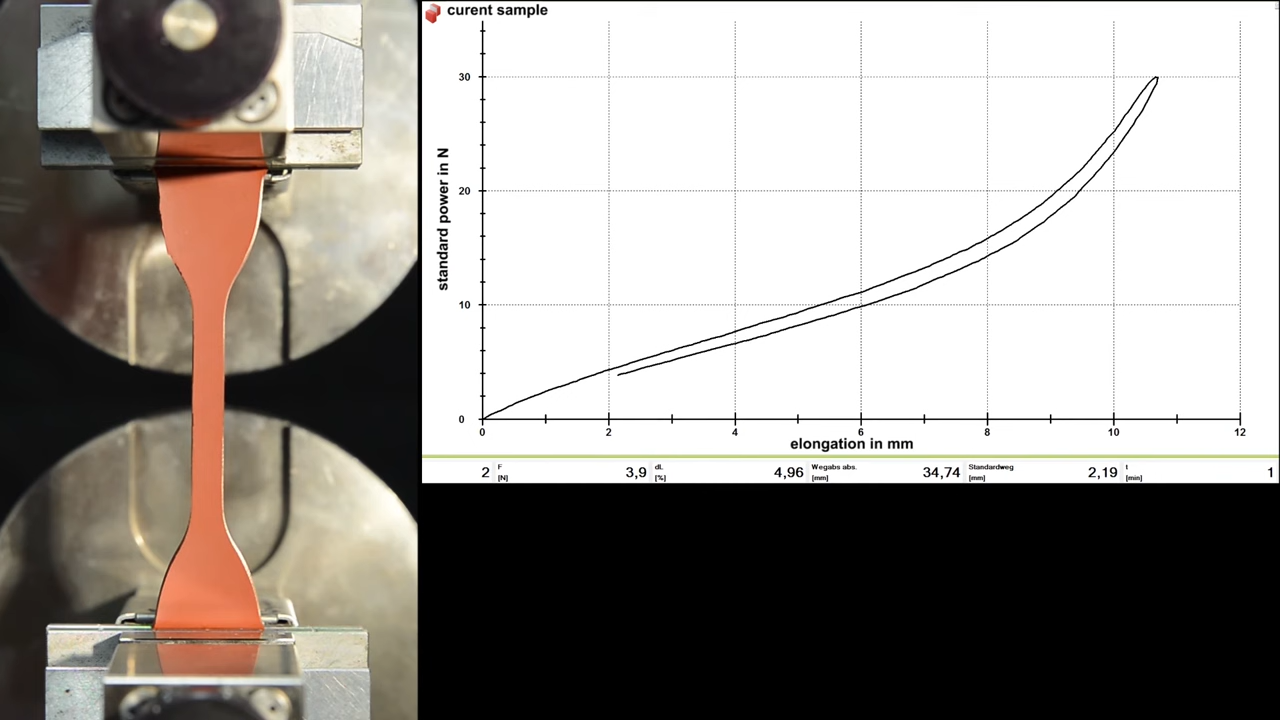 curent sample
standard power in N
30
20
10
0
0 2 4 6 8 10 12
elongation in mm
2 F [N] 3,9 dL [%] 4,96 Wegabs abs. [mm] 34,74 Standardweg [mm] 2,19 t [min] 1